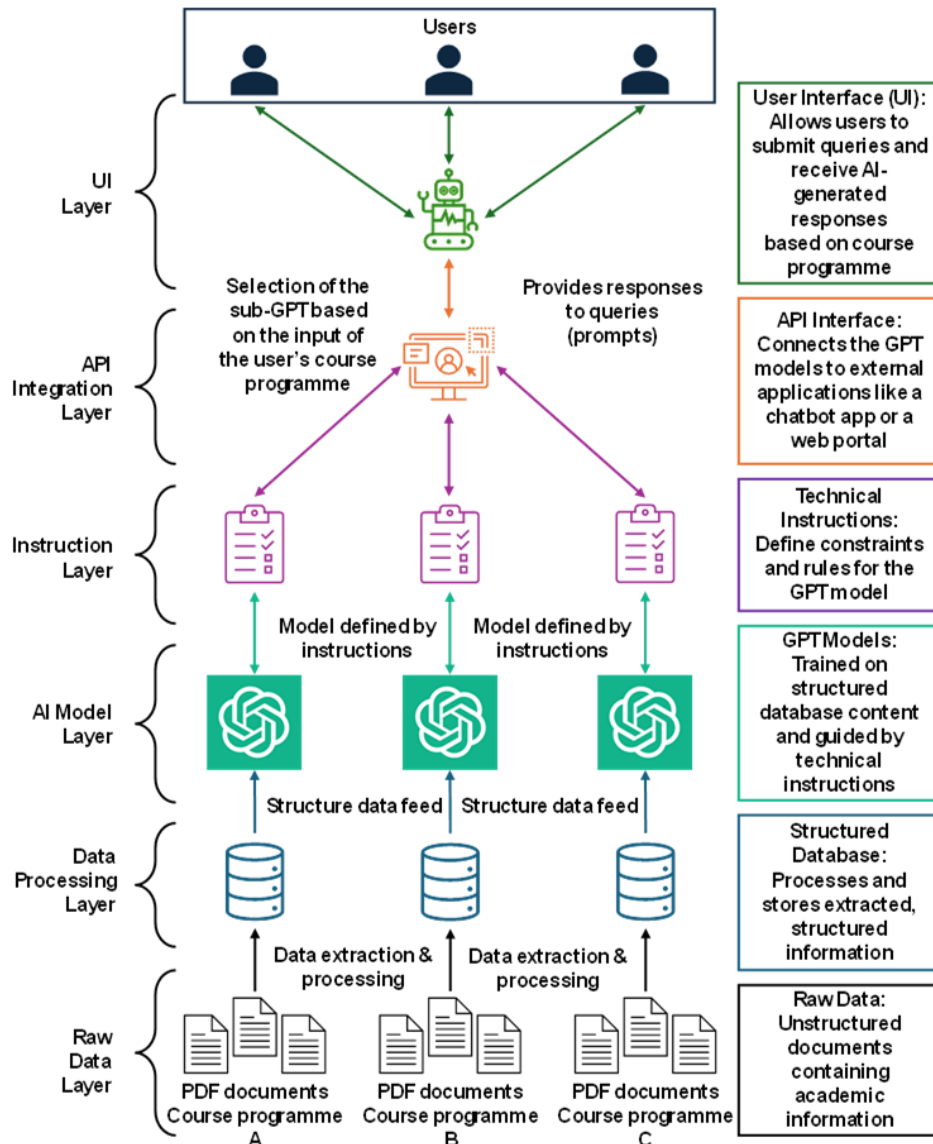 Users
UI
Layer
User Interface (UI):
Allows users to
submit queries and
receive AI-
generated
responses
based on course
programme
Selection of the
sub-GPT based
on the input of
the user's course
programme
Provides responses
to queries
(prompts)
API
Integration
Layer
API Interface:
Connects the GPT
models to external
applications like a
chatbot app or a
web portal
Instruction
Layer
Technical
Instructions:
Define constraints
and rules for the
GPT model
Model defined by
instructions
Model defined by
instructions
AI Model
Layer
GPT Models:
Trained on
structured
database content
and guided by
technical
instructions
Structure data feed
Structure data feed
Data
Processing
Layer
Structured
Database:
Processes and
stores extracted,
structured
information
Data extraction &
processing
Data extraction &
processing
Raw
Data
Layer
PDF documents
Course programme
A
PDF documents
Course programme
B
PDF documents
Course programme
C
Raw Data:
Unstructured
documents
containing
academic
information